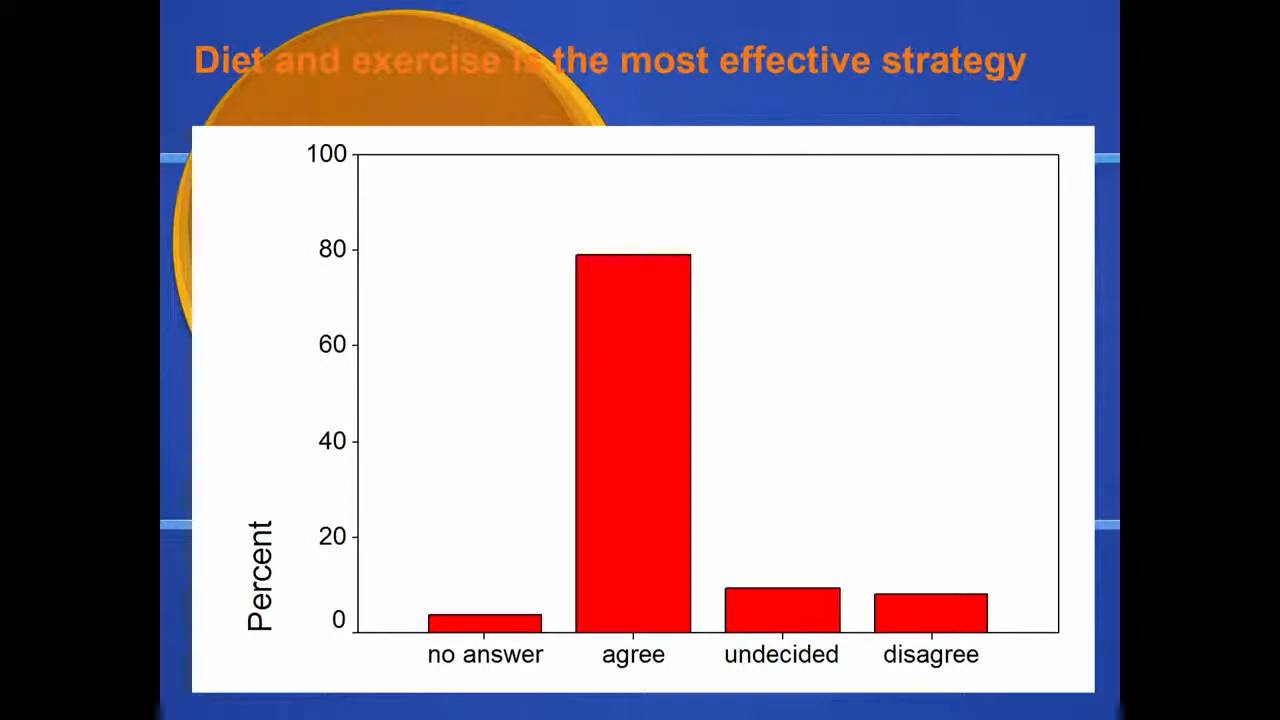 Diet and exercise is the most effective strategy
100
80
60
40
20
0
Percent
no answer agree undecided disagree